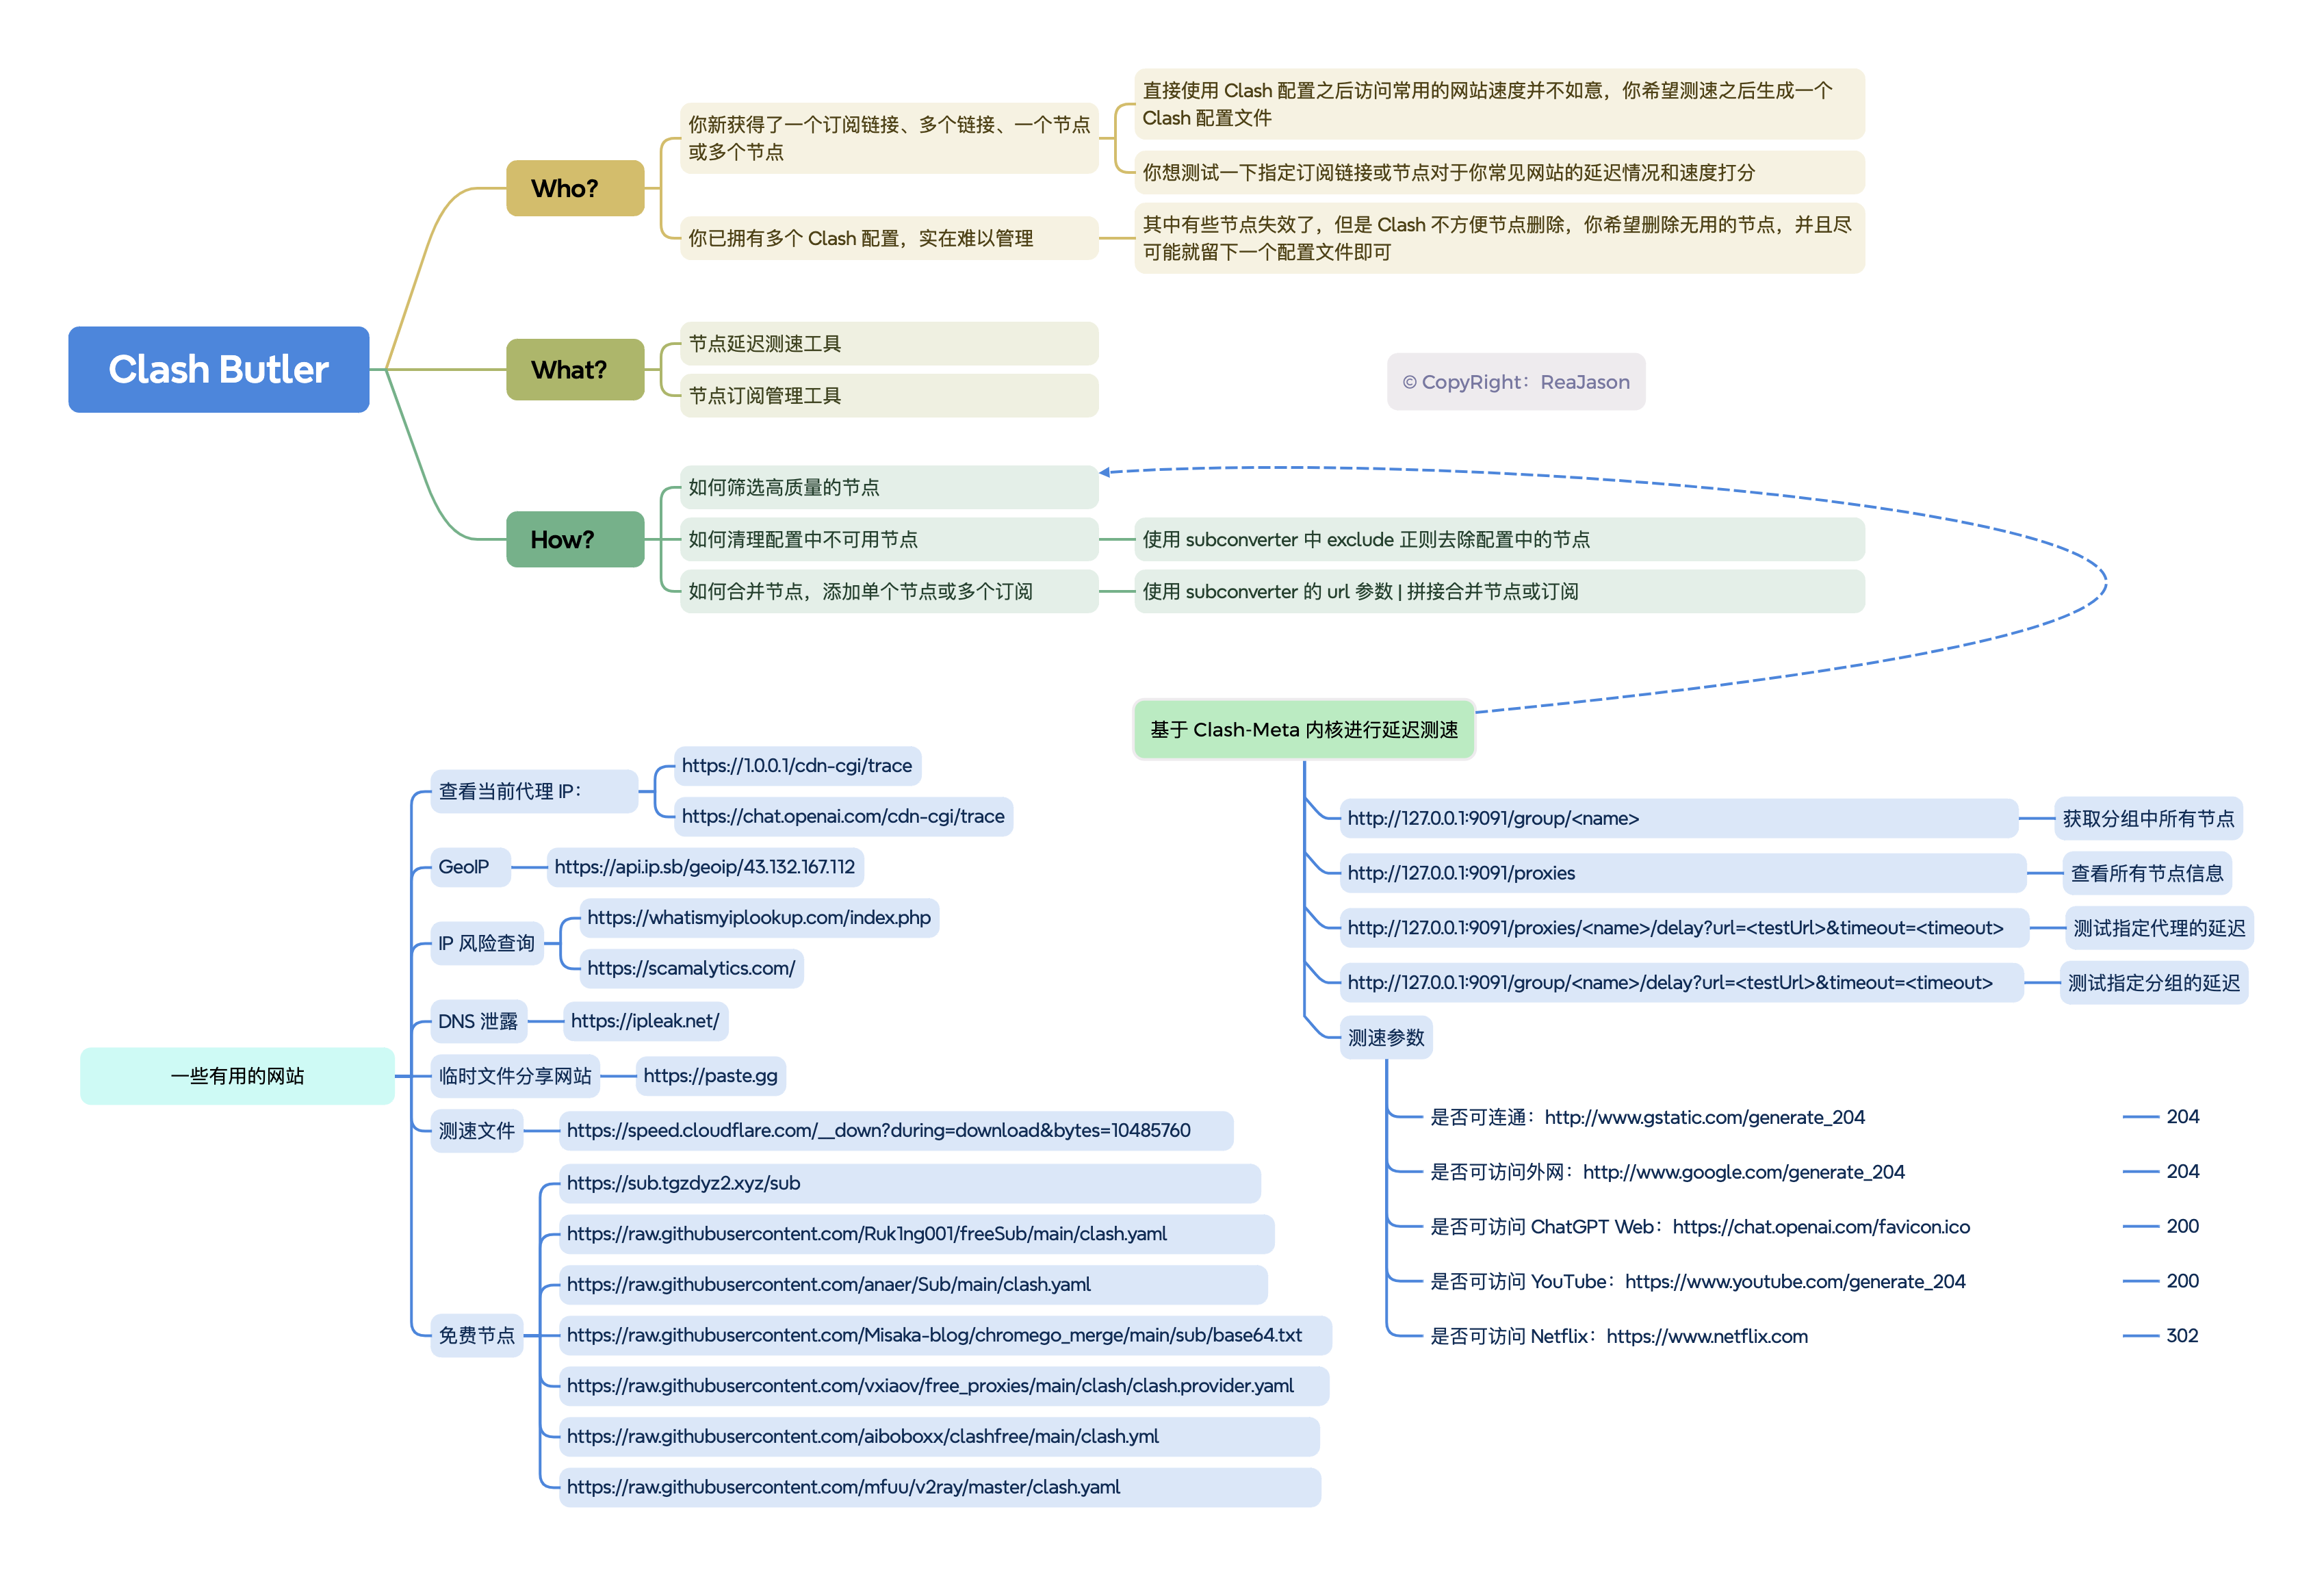 Clash Butler
Who?
你新获得了一个订阅链接、多个链接、一个节点
或多个节点
直接使用 Clash 配置之后访问常用的网站速度并不如意，你希望测速之后生成一个
Clash 配置文件
你想测试一下指定订阅链接或节点对于你常见网站的延迟情况和速度打分
你已拥有多个 Clash 配置，实在难以管理
其中有些节点失效了，但是 Clash 不方便节点删除，你希望删除无用的节点，并且尽
可能就留下一个配置文件即可
What?
节点延迟测速工具
节点订阅管理工具
© CopyRight：ReaJason
How?
如何筛选高质量的节点
如何清理配置中不可用节点
使用 subconverter 中 exclude 正则去除配置中的节点
如何合并节点，添加单个节点或多个订阅
使用 subconverter 的 url 参数 | 拼接合并节点或订阅
基于 Clash-Meta 内核进行延迟测速
http://127.0.0.1:9091/group/<name>
获取分组中所有节点
http://127.0.0.1:9091/proxies
查看所有节点信息
http://127.0.0.1:9091/proxies/<name>/delay?url=<testUrl>&timeout=<timeout>
测试指定代理的延迟
http://127.0.0.1:9091/group/<name>/delay?url=<testUrl>&timeout=<timeout>
测试指定分组的延迟
测速参数
是否可连通：http://www.gstatic.com/generate_204
204
是否可访问外网：http://www.google.com/generate_204
204
是否可访问 ChatGPT Web：https://chat.openai.com/favicon.ico
200
是否可访问 YouTube：https://www.youtube.com/generate_204
200
是否可访问 Netflix：https://www.netflix.com
302
一些有用的网站
查看当前代理 IP：
https://1.0.0.1/cdn-cgi/trace
https://chat.openai.com/cdn-cgi/trace
GeoIP
https://api.ip.sb/geoip/43.132.167.112
IP 风险查询
https://whatismyiplookup.com/index.php
https://scamalytics.com/
DNS 泄露
https://ipleak.net/
临时文件分享网站
https://paste.gg
测速文件
https://speed.cloudflare.com/__down?during=download&bytes=10485760
免费节点
https://sub.tgzdyz2.xyz/sub
https://raw.githubusercontent.com/Ruk1ng001/freeSub/main/clash.yaml
https://raw.githubusercontent.com/anaer/Sub/main/clash.yaml
https://raw.githubusercontent.com/Misaka-blog/chromego_merge/main/sub/base64.txt
https://raw.githubusercontent.com/vxiaov/free_proxies/main/clash/clash.provider.yaml
https://raw.githubusercontent.com/aiboboxx/clashfree/main/clash.yml
https://raw.githubusercontent.com/mfuu/v2ray/master/clash.yaml